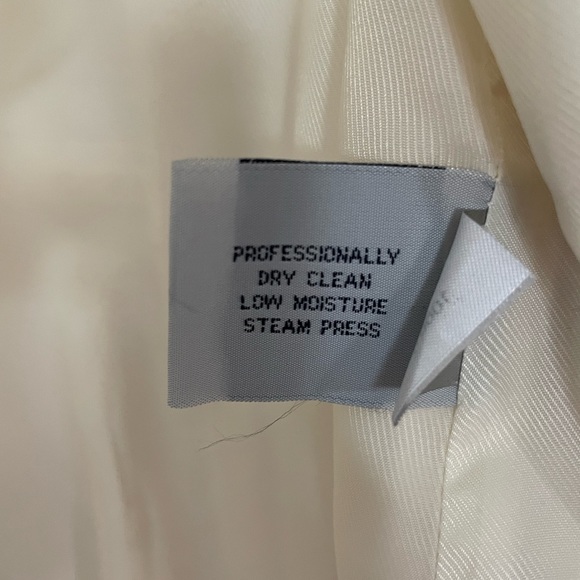 PROFESSIONALLY
DRY CLEAN
LOW MOISTURE
STEAM PRESS